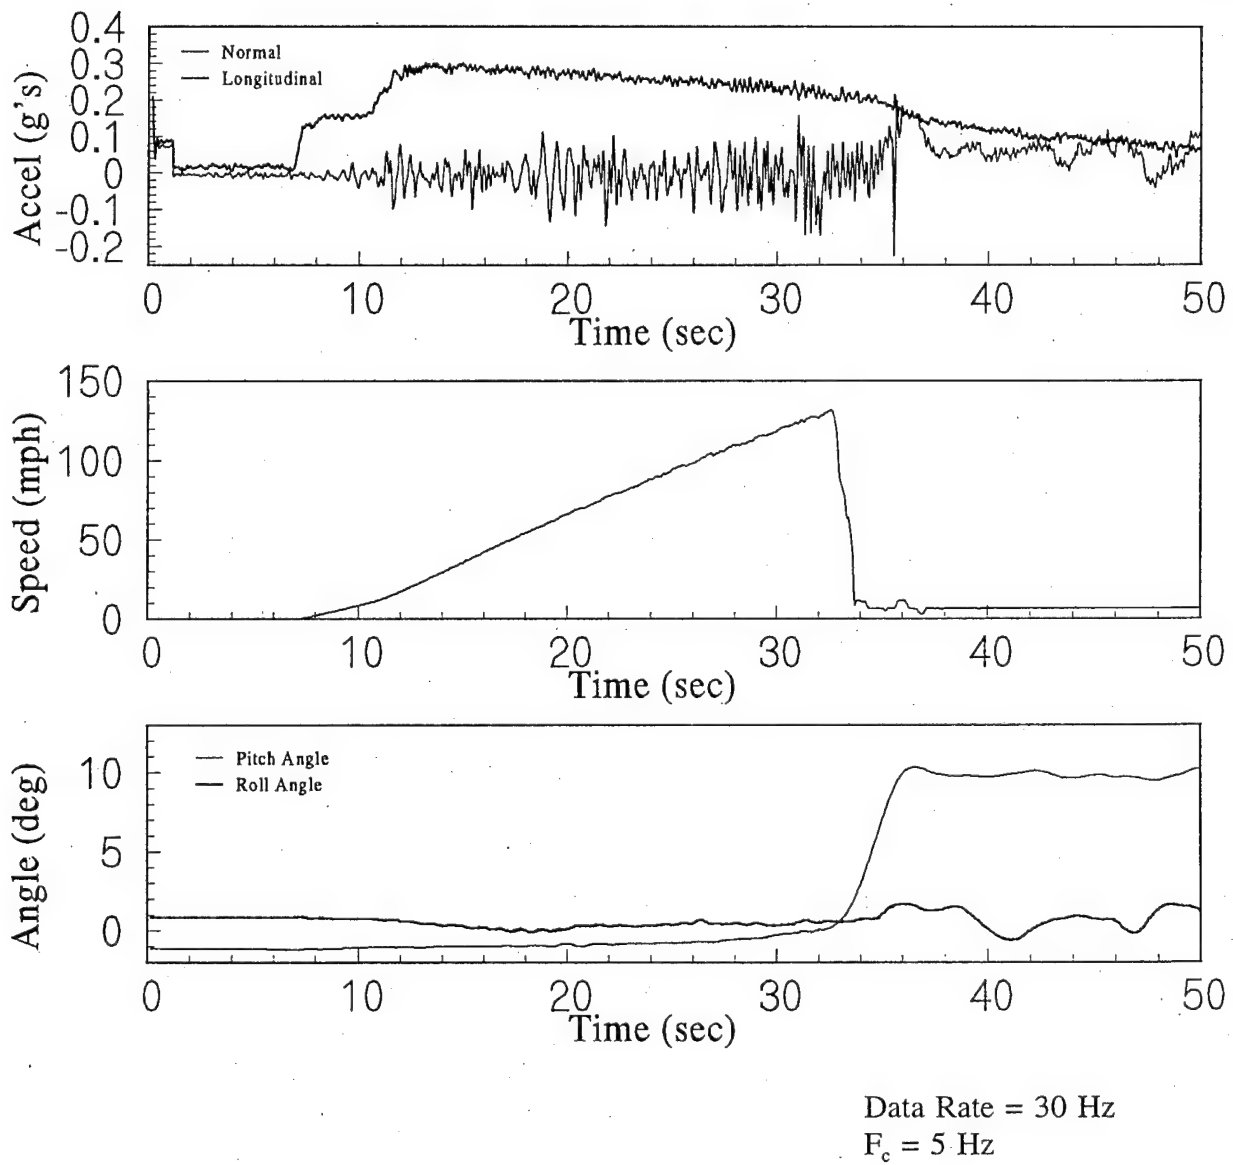 0.4
0.3
0.2
0.1
0
-0.1
-0.2
Accel (g's)
Normal
Longitudinal
0 10 20 30 40 50
Time (sec)
150
100
50
0
Speed (mph)
0 10 20 30 40 50
Time (sec)
10
5
0
Angle (deg)
Pitch Angle
Roll Angle
0 10 20 30 40 50
Time (sec)
Data Rate = 30 Hz
Fc = 5 Hz